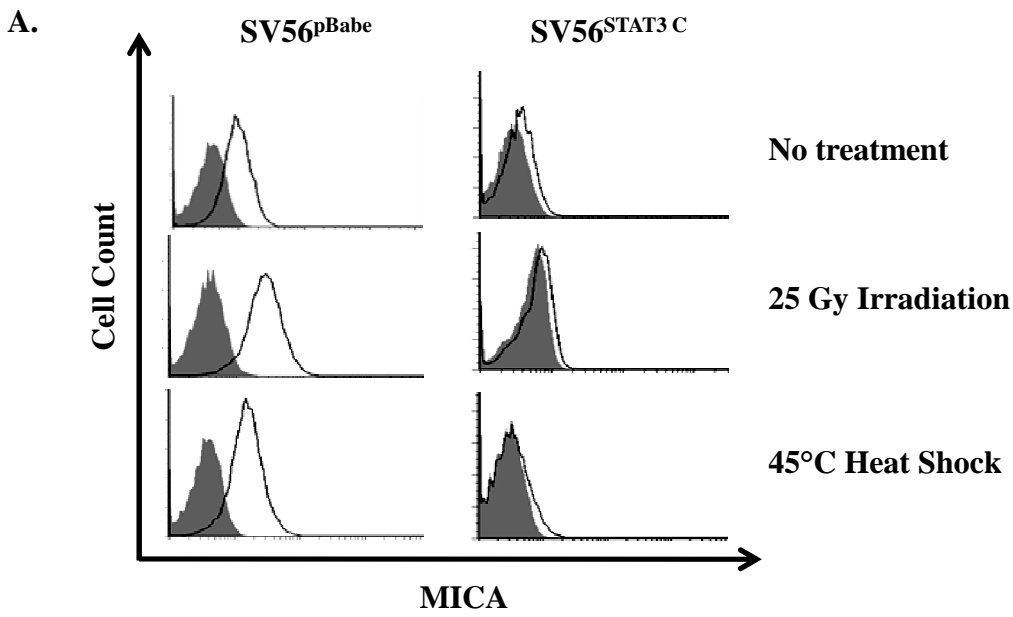 A.
SV56pBabe
SV56STAT3 C
No treatment
25 Gy Irradiation
45°C Heat Shock
Cell Count
MICA